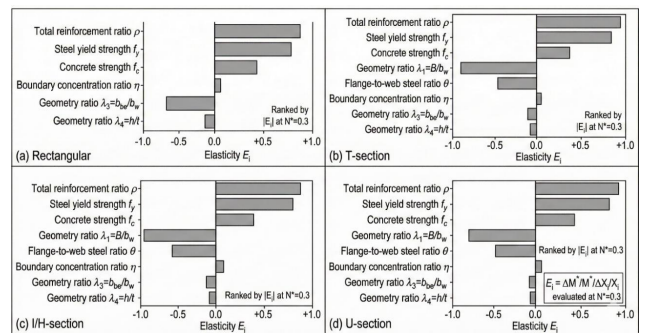 Total reinforcement ratio ρ
Steel yield strength fy
Concrete strength fc
Boundary concentration ratio η
Geometry ratio λ3=bbe/bw
Geometry ratio λ4=h/t
Ranked by
|Ei| at N*=0.3
-1.0 -0.5 0.0 +0.5 +1.0
(a) Rectangular
Elasticity Ei
Total reinforcement ratio ρ
Steel yield strength fy
Concrete strength fc
Geometry ratio λ1=B/bw
Flange-to-web steel ratio θ
Boundary concentration ratio η
Geometry ratio λ3=bbe/bw
Geometry ratio λ4=h/t
Ranked by
|Ei| at N*=0.3
-1.0 -0.5 0.0 +0.5 +1.0
(b) T-section
Elasticity Ei
Total reinforcement ratio ρ
Steel yield strength fy
Concrete strength fc
Geometry ratio λ1=B/bw
Flange-to-web steel ratio θ
Boundary concentration ratio η
Geometry ratio λ3=bbe/bw
Geometry ratio λ4=h/t
Ranked by |Ei| at N*=0.3
-1.0 -0.5 0.0 +0.5 +1.0
(c) I/H-section
Elasticity Ei
Total reinforcement ratio ρ
Steel yield strength fy
Concrete strength fc
Geometry ratio λ1=B/bw
Flange-to-web steel ratio θ
Ranked by |Ei| at N*=0.3
Boundary concentration ratio η
Geometry ratio λ3=bbe/bw
Geometry ratio λ4=h/t
Ei = ΔM*/M*/ΔXi/Xi
evaluated at N*=0.3
-1.0 -0.5 0.0 +0.5 +1.0
(d) U-section
Elasticity Ei